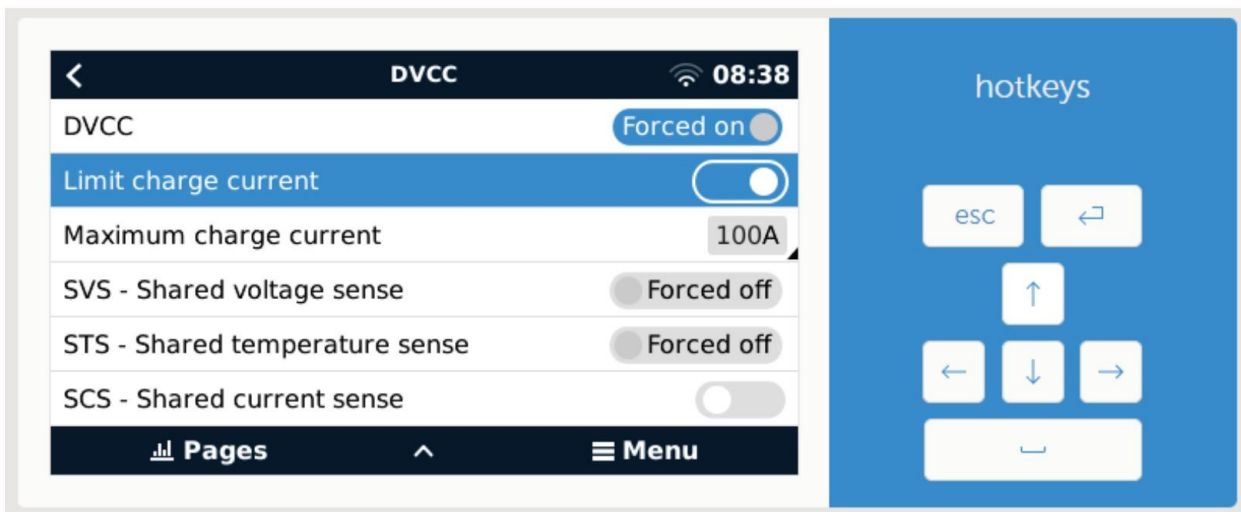 DVCC 08:38
DVCC Forced on
Limit charge current
Maximum charge current 100A
SVS - Shared voltage sense Forced off
STS - Shared temperature sense Forced off
SCS - Shared current sense
Pages Menu
hotkeys
esc